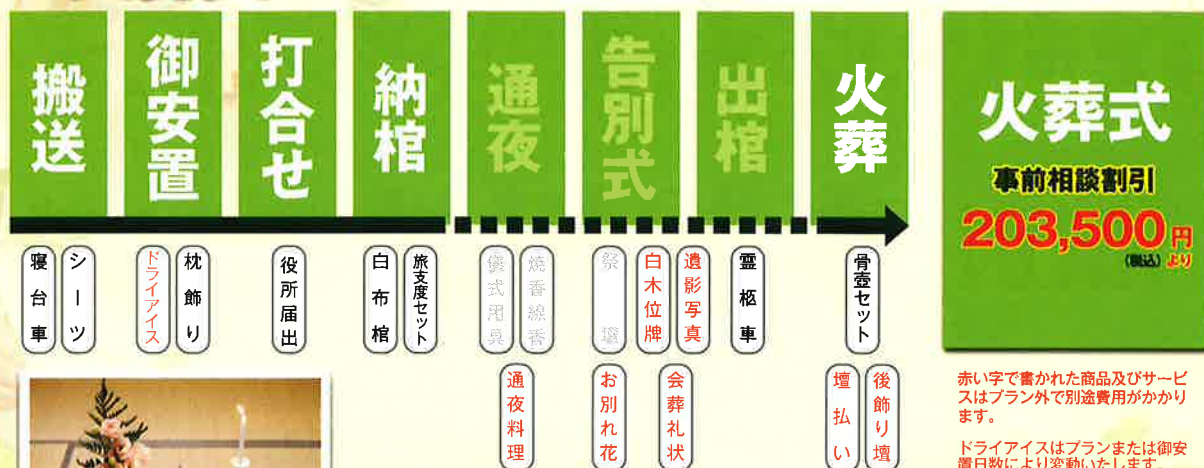 搬送
御安置
打合せ
納棺
通夜
告別式
出棺
火葬
寝台車
シーツ
ドライアイス
枕飾り
役所届出
白布棺
旅支度セット
儀式用具
焼香線香
祭壇
白木位牌
遺影写真
霊柩車
骨壺セット
通夜料理
お別れ花
会葬礼状
壇払い
後飾り壇
火葬式
事前相談割引
203,500円
(税込)より
赤い字で書かれた商品及びサービ
スはプラン外で別途費用がかかり
ます。
ドライアイスはプランまたは御安
置日数により変動いたします。